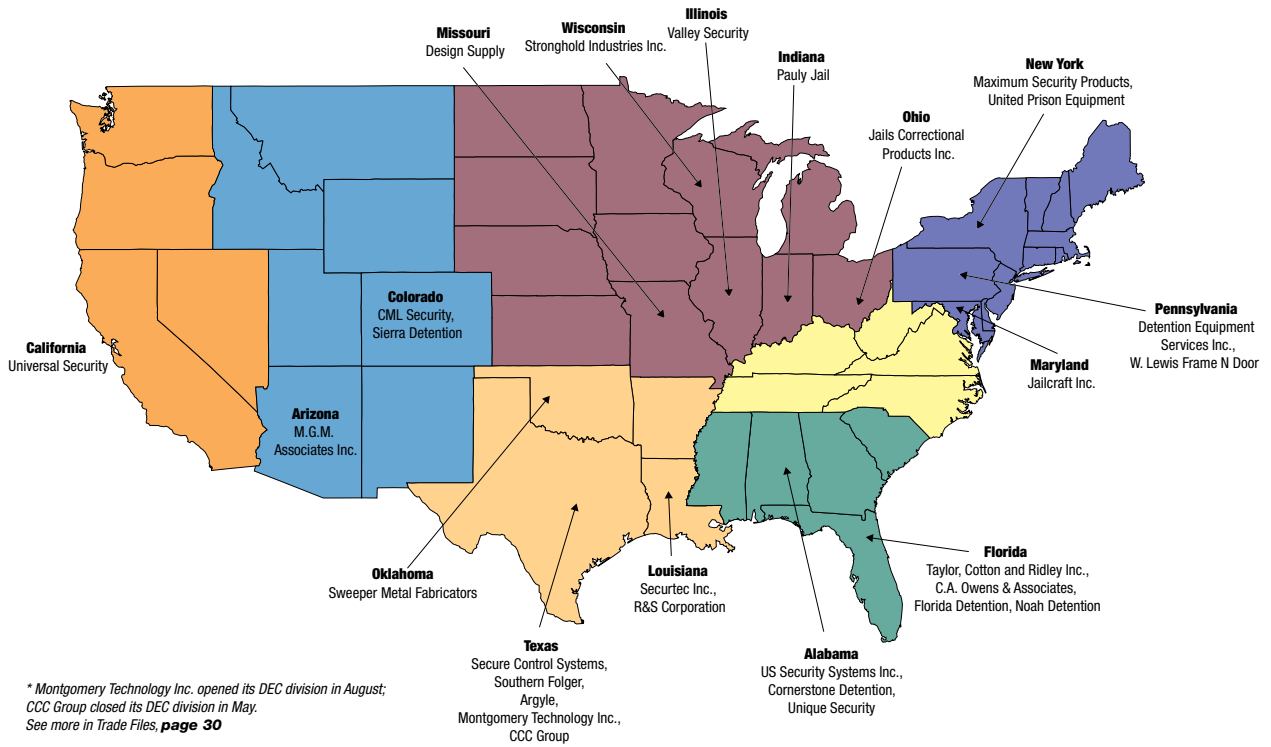 Missouri
Design Supply
Wisconsin
Stronghold Industries Inc.
Illinois
Valley Security
Indiana
Pauly Jail
New York
Maximum Security Products,
United Prison Equipment
Ohio
Jails Correctional
Products Inc.
Colorado
CML Security,
Sierra Detention
California
Universal Security
Pennsylvania
Detention Equipment
Services Inc.,
W. Lewis Frame N Door
Maryland
Jailcraft Inc.
Arizona
M.G.M.
Associates Inc.
Oklahoma
Sweeper Metal Fabricators
Louisiana
Securtec Inc.,
R&S Corporation
Florida
Taylor, Cotton and Ridley Inc.,
C.A. Owens & Associates,
Florida Detention, Noah Detention
Texas
Secure Control Systems,
Southern Folger,
Argyle,
Montgomery Technology Inc.,
CCC Group
Alabama
US Security Systems Inc.,
Cornerstone Detention,
Unique Security
* Montgomery Technology Inc. opened its DEC division in August;
CCC Group closed its DEC division in May.
See more in Trade Files, page 30